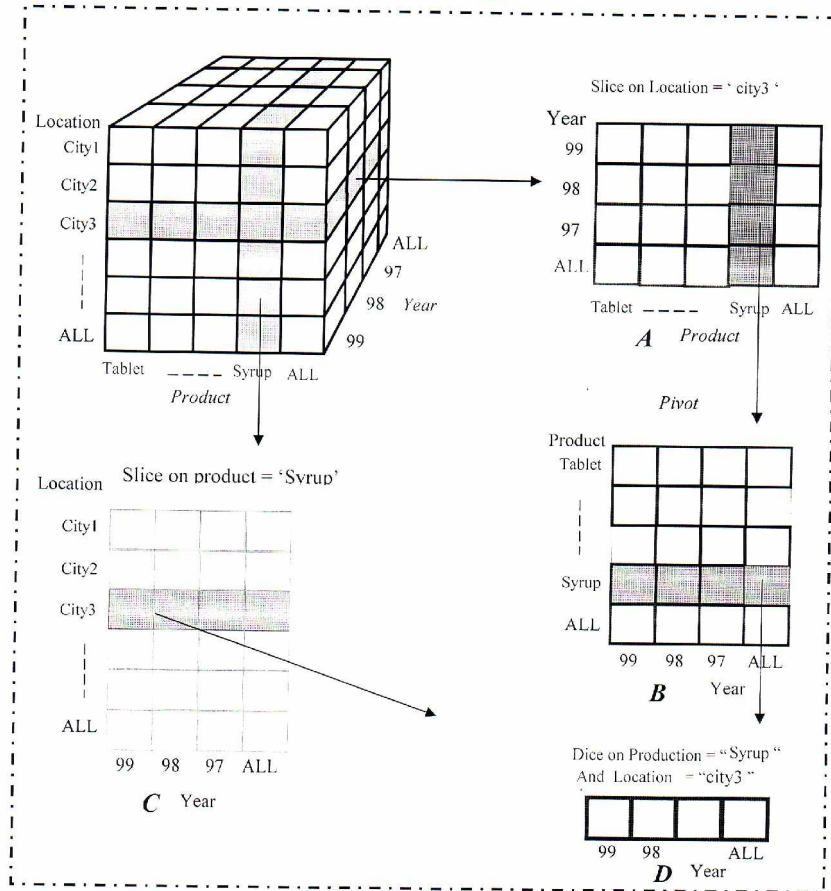 Location
City1
City2
City3
ALL
Tablet Syrup ALL
Product
99
98
97
ALL
Year
Slice on Location = ‘ city3 ‘
Year
99
98
97
ALL
Tablet Syrup ALL
A Product
Pivot
Product
Tablet
Syrup
ALL
99 98 97 ALL
B Year
Slice on product = ‘Syrup’
Location
City1
City2
City3
ALL
99 98 97 ALL
C Year
Dice on Production = “Syrup “
And Location = “city3 ”
99 98 ALL
D Year